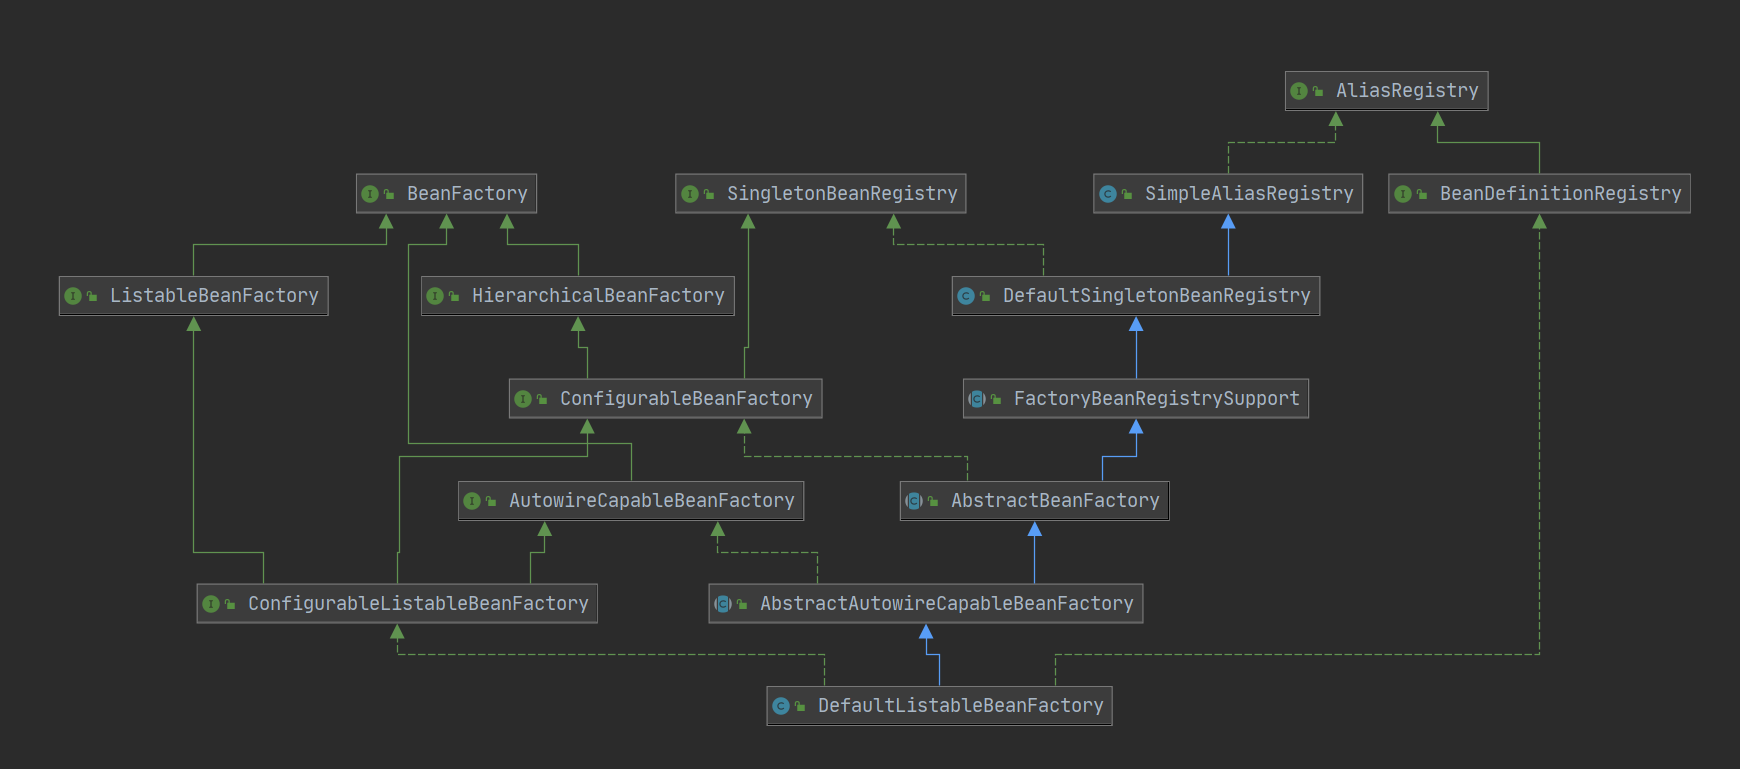 AliasRegistry
BeanFactory
SingletonBeanRegistry
SimpleAliasRegistry
BeanDefinitionRegistry
ListableBeanFactory
HierarchicalBeanFactory
DefaultSingletonBeanRegistry
ConfigurableBeanFactory
FactoryBeanRegistrySupport
AutowireCapableBeanFactory
AbstractBeanFactory
ConfigurableListableBeanFactory
AbstractAutowireCapableBeanFactory
DefaultListableBeanFactory